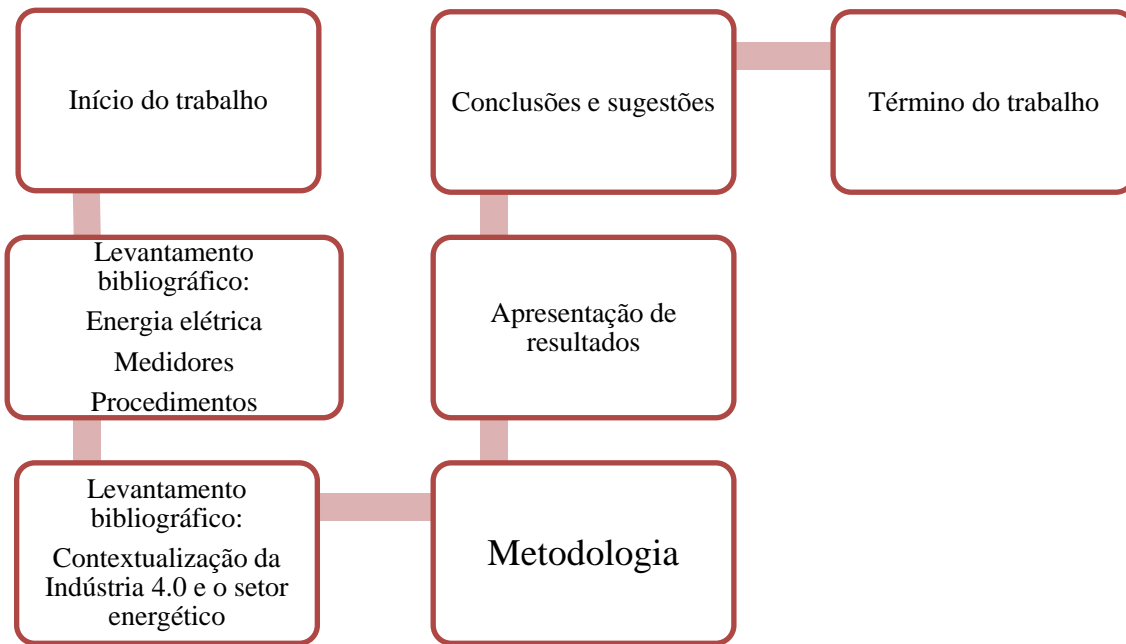 Início do trabalho
Levantamento
bibliográfico:
Energia elétrica
Medidores
Procedimentos
Levantamento
bibliográfico:
Contextualização da
Indústria 4.0 e o setor
energético
Metodologia
Apresentação de
resultados
Conclusões e sugestões
Término do trabalho